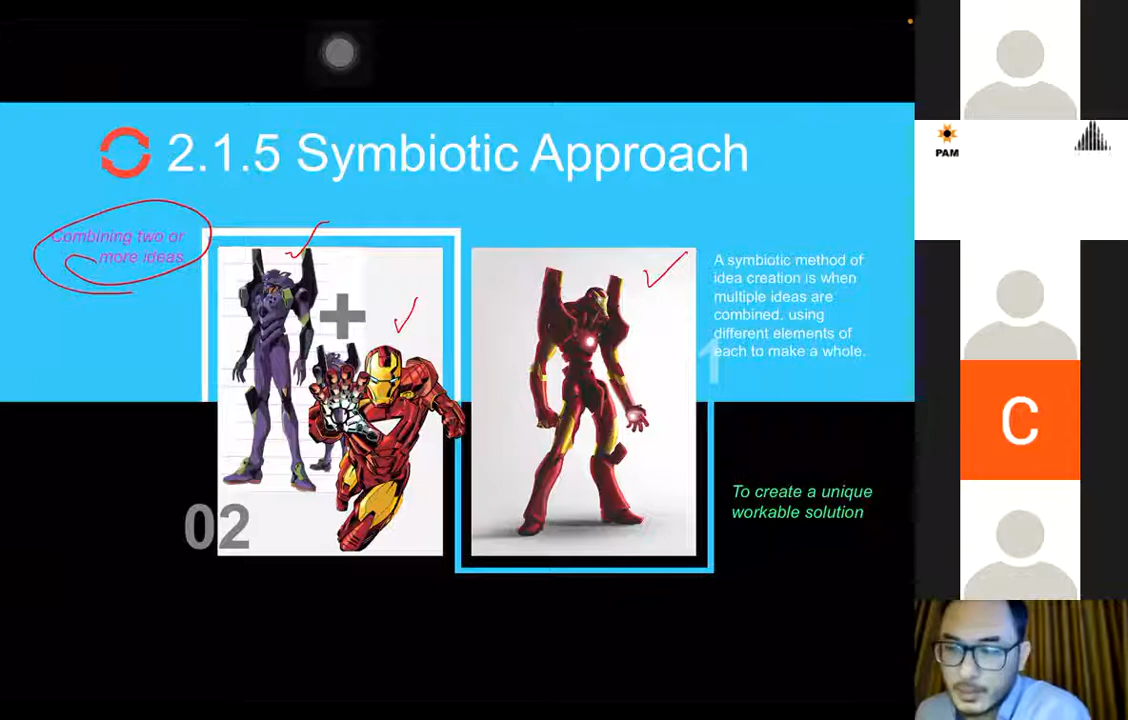 2.1.5 Symbiotic Approach
Combining two or
more ideas
A symbiotic method of
idea creation is when
multiple ideas are
combined. using
different elements of
each to make a whole.
1
To create a unique
workable solution
02
PAM
C